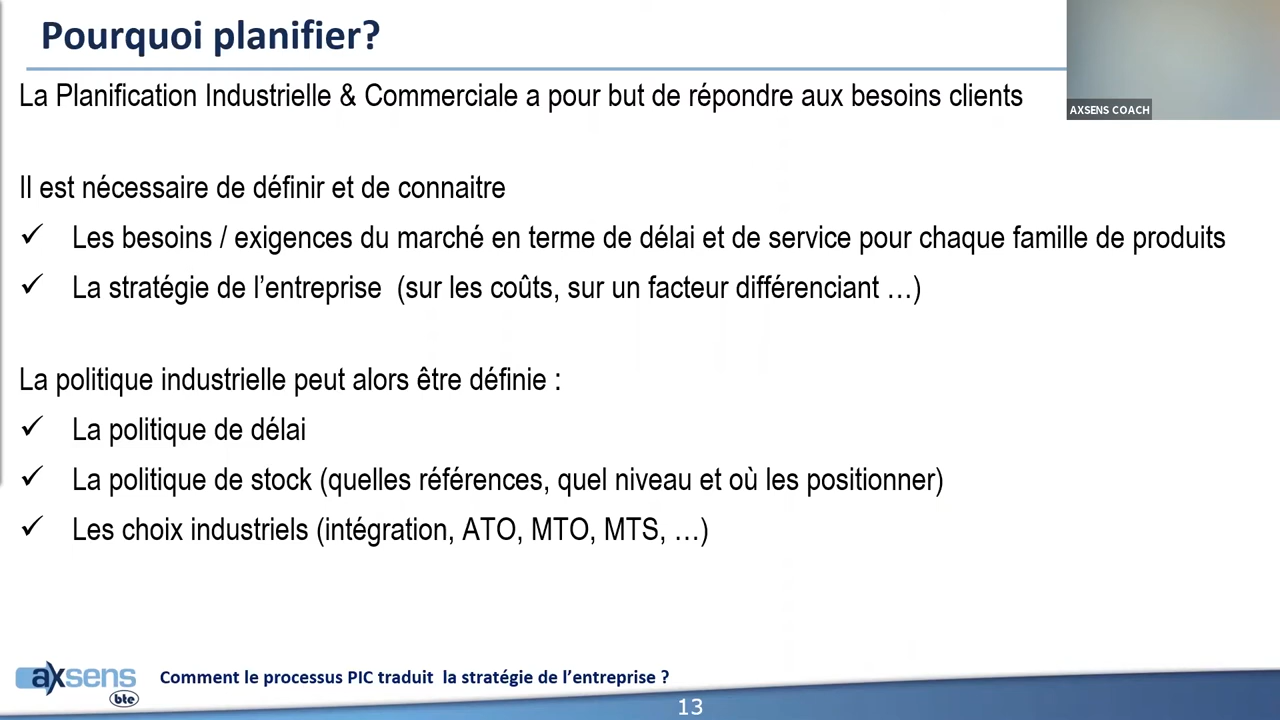 Pourquoi planifier?
La Planification Industrielle & Commerciale a pour but de répondre aux besoins clients
AXSENS COACH
Il est nécessaire de définir et de connaitre
✓ Les besoins / exigences du marché en terme de délai et de service pour chaque famille de produits
✓ La stratégie de l’entreprise (sur les coûts, sur un facteur différenciant …)
La politique industrielle peut alors être définie :
✓ La politique de délai
✓ La politique de stock (quelles références, quel niveau et où les positionner)
✓ Les choix industriels (intégration, ATO, MTO, MTS, …)
axsens
bte
Comment le processus PIC traduit la stratégie de l’entreprise ?
13